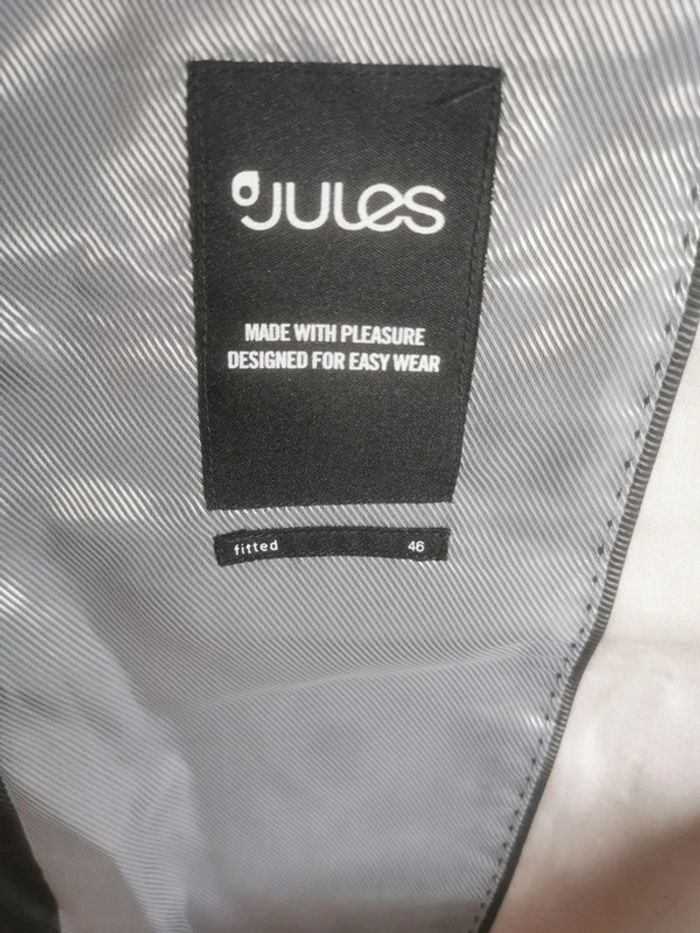 JULES
MADE WITH PLEASURE
DESIGNED FOR EASY WEAR
fitted 46